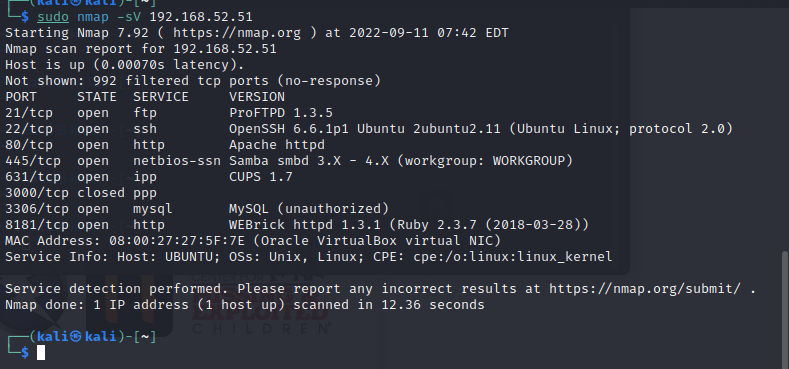 ┌──(kali㉿kali)-[~]
└─$ sudo nmap -sV 192.168.52.51
Starting Nmap 7.92 ( https://nmap.org ) at 2022-09-11 07:42 EDT
Nmap scan report for 192.168.52.51
Host is up (0.00070s latency).
Not shown: 992 filtered tcp ports (no-response)
PORT     STATE  SERVICE     VERSION
21/tcp   open   ftp         ProFTPD 1.3.5
22/tcp   open   ssh         OpenSSH 6.6.1p1 Ubuntu 2ubuntu2.11 (Ubuntu Linux; protocol 2.0)
80/tcp   open   http        Apache httpd
445/tcp  open   netbios-ssn Samba smbd 3.X - 4.X (workgroup: WORKGROUP)
631/tcp  open   ipp         CUPS 1.7
3000/tcp closed ppp
3306/tcp open   mysql       MySQL (unauthorized)
8181/tcp open   http        WEBrick httpd 1.3.1 (Ruby 2.3.7 (2018-03-28))
MAC Address: 08:00:27:27:5F:7E (Oracle VirtualBox virtual NIC)
Service Info: Host: UBUNTU; OSs: Unix, Linux; CPE: cpe:/o:linux:linux_kernel

Service detection performed. Please report any incorrect results at https://nmap.org/submit/ .
Nmap done: 1 IP address (1 host up) scanned in 12.36 seconds
EXPLOITED
CHILDREN
┌──(kali㉿kali)-[~]
└─$